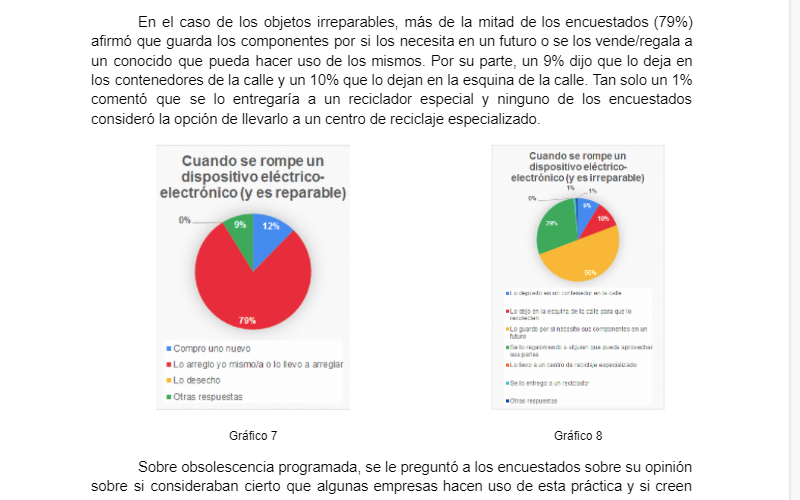 En el caso de los objetos irreparables, más de la mitad de los encuestados (79%)
afirmó que guarda los componentes por si los necesita en un futuro o se los vende/regala a
un conocido que pueda hacer uso de los mismos. Por su parte, un 9% dijo que lo deja en
los contenedores de la calle y un 10% que lo dejan en la esquina de la calle. Tan solo un 1%
comentó que se lo entregaría a un reciclador especial y ninguno de los encuestados
consideró la opción de llevarlo a un centro de reciclaje especializado.
Cuando se rompe un
dispositivo eléctrico-
electrónico (y es reparable)
0%
9%
12%
79%
Compro uno nuevo
Lo arreglo yo mismo/a o lo llevo a arreglar
Lo desecho
Otras respuestas
Gráfico 7
Cuando se rompe un
dispositivo eléctrico-
electrónico (y es irreparable)
1%
1%
0%
9%
10%
29%
50%
Lo deposito en un contenedor en la calle
Lo dejo en la esquina de la calle para que lo
recolecten
Lo guardo por si necesito sus componentes en un
futuro
Se lo regalo/vendo a alguien que pueda aprovechar
sus partes
Lo llevo a un centro de reciclaje especializado
Se lo entrego a un reciclador
Otras respuestas
Gráfico 8
Sobre obsolescencia programada, se le preguntó a los encuestados sobre su opinión
sobre si consideraban cierto que algunas empresas hacen uso de esta práctica y si creen